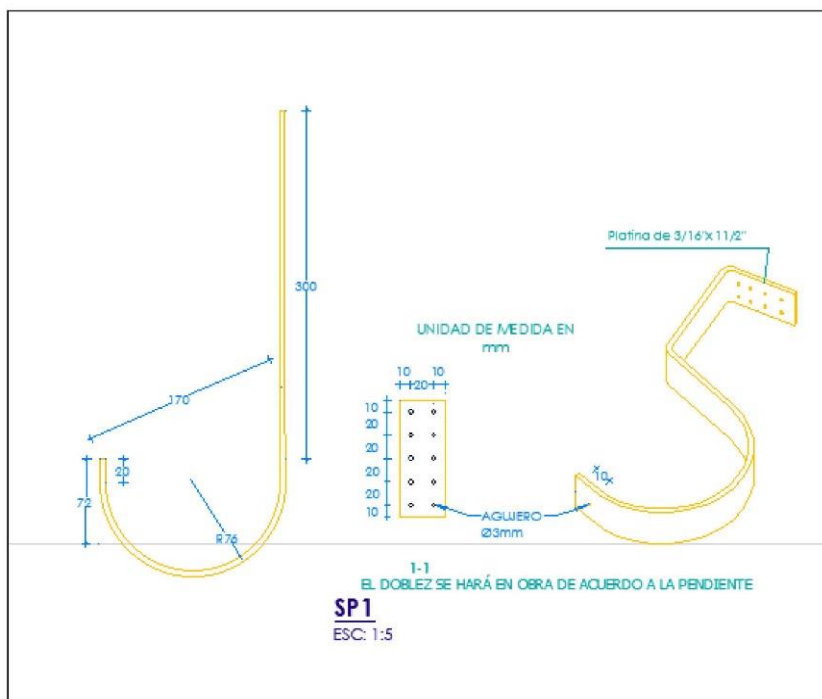 Platina de 3/16"x 11/2"
300
UNIDAD DE MEDIDA EN
mm
10
10
20
170
10
20
20
20
20
10
20
72
R76
10
AGUJERO
Ø3mm
1-1
EL DOBLEZ SE HARÁ EN OBRA DE ACUERDO A LA PENDIENTE
SP1
ESC: 1:5